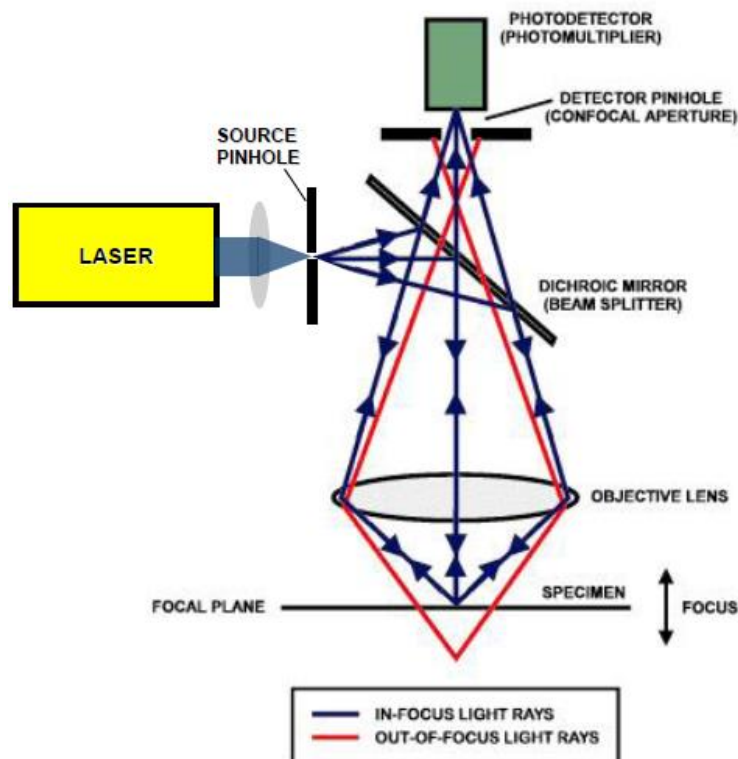 PHOTODETECTOR
(PHOTOMULTIPLIER)
DETECTOR PINHOLE
(CONFOCAL APERTURE)
SOURCE
PINHOLE
LASER
DICHROIC MIRROR
(BEAM SPLITTER)
OBJECTIVE LENS
SPECIMEN
FOCAL PLANE
FOCUS
IN-FOCUS LIGHT RAYS
OUT-OF-FOCUS LIGHT RAYS